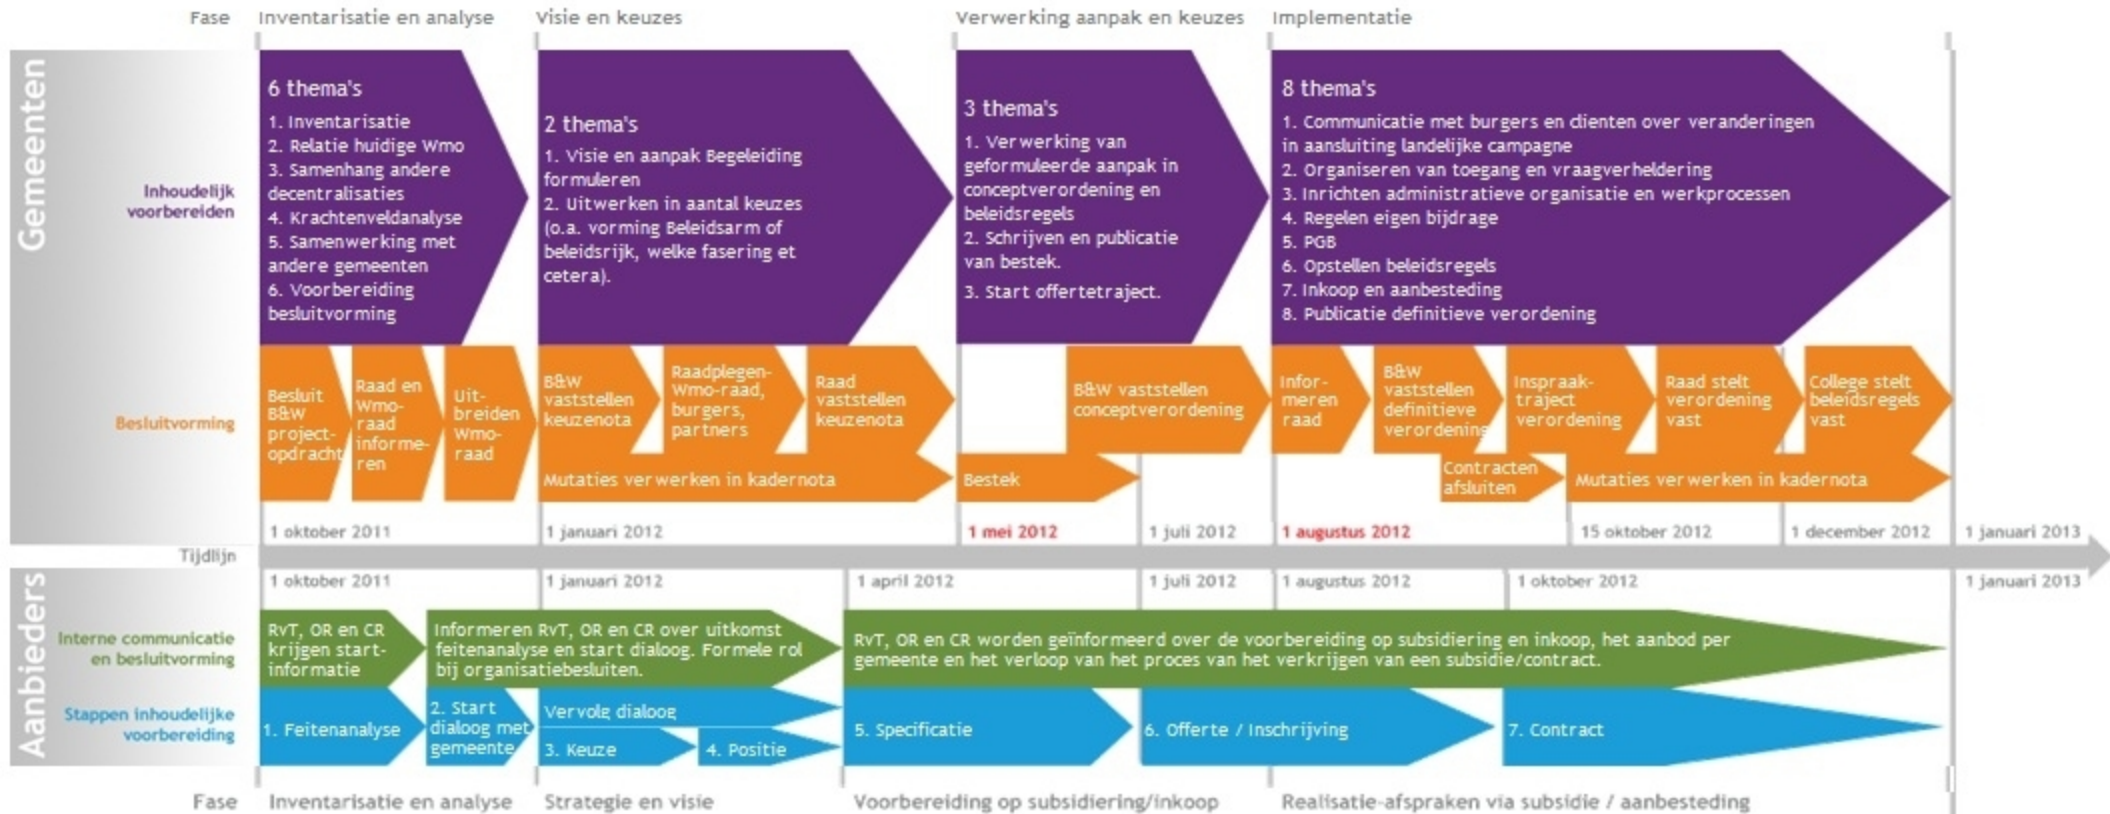 Fase
Inventarisatie en analyse
Visie en keuzes
Verwerking aanpak en keuzes
Implementatie
Gemeenten
Inhoudelijk
voorbereiden
6 thema's
1. Inventarisatie
2. Relatie huidige Wmo
3. Samenhang andere
decentralisaties
4. Krachtenveldanalyse
5. Samenwerking met
andere gemeenten
6. Voorbereiding
besluitvorming
2 thema's
1. Visie en aanpak Begeleiding
formuleren
2. Uitwerken in aantal keuzes
(o.a. vorming Beleidsarm of
beleidsrijk, welke fasering et
cetera).
3 thema's
1. Verwerking van
geformuleerde aanpak in
conceptverordening en
beleidsregels
2. Schrijven en publicatie
van bestek.
3. Start offertetraject.
8 thema's
1. Communicatie met burgers en clienten over veranderingen
in aansluiting landelijke campagne
2. Organiseren van toegang en vraagverheldering
3. Inrichten administratieve organisatie en werkprocessen
4. Regelen eigen bijdrage
5. PGB
6. Opstellen beleidsregels
7. Inkoop en aanbesteding
8. Publicatie definitieve verordening
Besluitvorming
Besluit
B&W
project-
opdracht
Raad en
Wmo-
raad
informe-
ren
Uit-
breiden
Wmo-
raad
B&W
vaststellen
keuzenota
Raadplegen-
Wmo-raad,
burgers,
partners
Raad
vaststellen
keuzenota
B&W vaststellen
conceptverordening
Infor-
meren
raad
B&W
vaststellen
definitieve
verordening
Inspraak-
traject
verordening
Raad stelt
verordening
vast
College stelt
beleidsregels
vast
Mutaties verwerken in kadernota
Bestek
Contracten
afsluiten
Mutaties verwerken in kadernota
1 oktober 2011
1 januari 2012
1 mei 2012
1 juli 2012
1 augustus 2012
15 oktober 2012
1 december 2012
1 januari 2013
Tijdlijn
1 oktober 2011
1 januari 2012
1 april 2012
1 juli 2012
1 augustus 2012
1 oktober 2012
1 januari 2013
Aanbieders
Interne communicatie
en besluitvorming
RvT, OR en CR
krijgen start-
informatie
Informeren RvT, OR en CR over uitkomst
feitenanalyse en start dialoog. Formele rol
bij organisatiebesluiten.
RvT, OR en CR worden geïnformeerd over de voorbereiding op subsidiering en inkoop, het aanbod per
gemeente en het verloop van het proces van het verkrijgen van een subsidie/contract.
Stappen inhoudelijke
voorbereiding
1. Feitenanalyse
2. Start
dialoog met
gemeente
Vervolg dialoog
3. Keuze
4. Positie
5. Specificatie
6. Offerte / Inschrijving
7. Contract
Fase
Inventarisatie en analyse
Strategie en visie
Voorbereiding op subsidiering/inkoop
Realisatie-afspraken via subsidie / aanbesteding